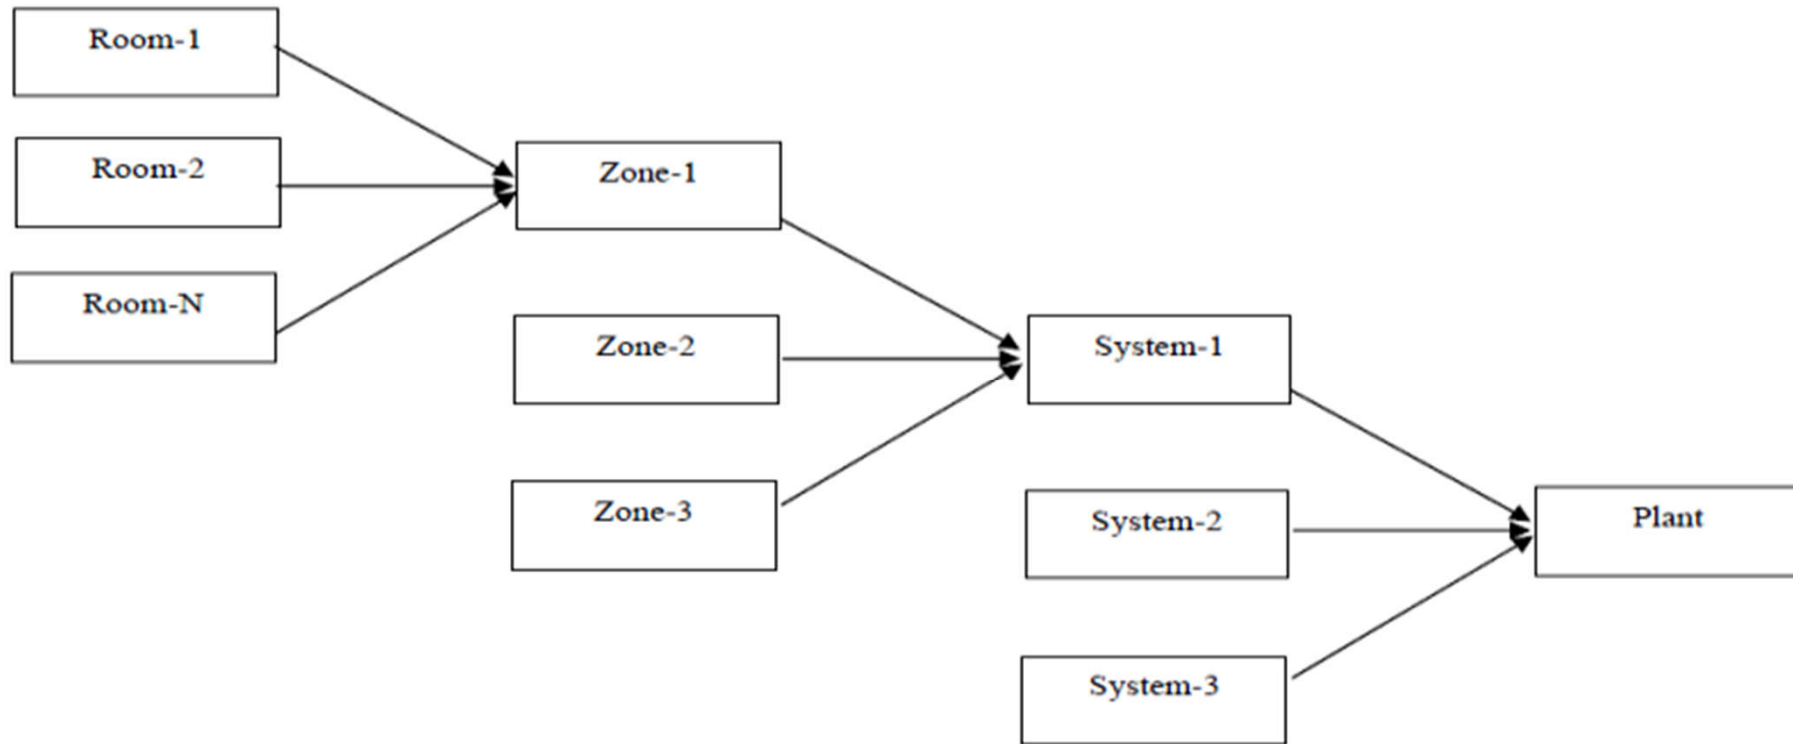 Room-1
Room-2
Room-N
Zone-1
Zone-2
Zone-3
System-1
System-2
System-3
Plant